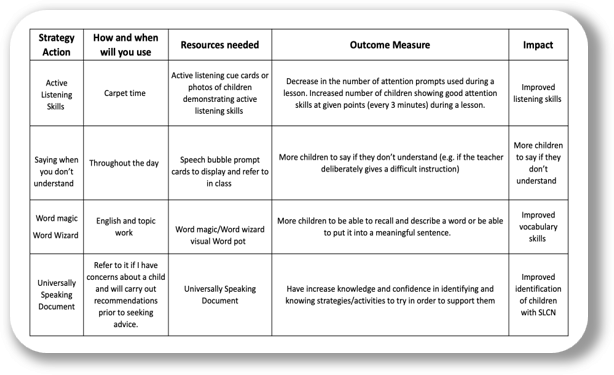 Strategy Action
How and when will you use
Resources needed
Outcome Measure
Impact
Active
Listening
Skills
Carpet time
Active listening cue cards or
photos of children
demonstrating active
listening skills
Decrease in the number of attention prompts used during a
lesson. Increased number of children showing good attention
skills at given points (every 3 minutes) during a lesson.
Improved
listening skills
Saying when
you don't
understand
Throughout the day
Speech bubble prompt
cards to display and refer to
in class
More children to say if they don't understand (e.g. if the teacher
deliberately gives a difficult instruction)
More children
to say if they
don't
understand
Word magic
Word Wizard
English and topic
work
Word magic/Word wizard
visual Word pot
More children to be able to recall and describe a word or be able
to put it into a meaningful sentence.
Improved
vocabulary
skills
Universally
Speaking
Document
Refer to it if I have
concerns about a child
and will carry out
recommendations
prior to seeking
advice.
Universally Speaking
Document
Have increase knowledge and confidence in identifying and
knowing strategies/activities to try in order to support them
Improved
identification
of children
with SLCN